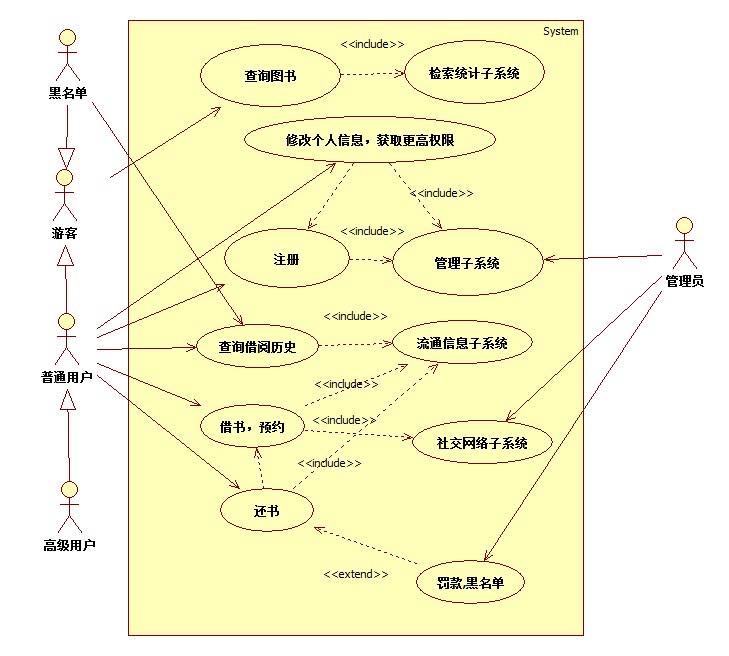 System
<<include>>
查询图书
检索统计子系统
黑名单
修改个人信息，获取更高权限
<<include>>
游客
<<include>>
注册
管理子系统
管理员
<<include>>
查询借阅历史
流通信息子系统
普通用户
<<include>>
<<include>>
借书，预约
社交网络子系统
<<include>>
还书
高级用户
<<extend>>
罚款,黑名单